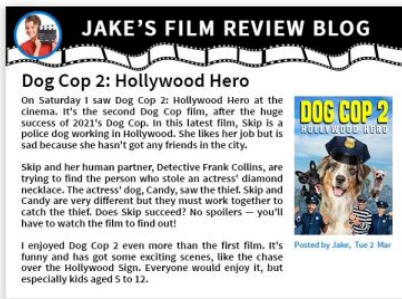 JAKE'S FILM REVIEW BLOG
Dog Cop 2: Hollywood Hero
On Saturday I saw Dog Cop 2: Hollywood Hero at the
cinema. It's the second Dog Cop film, after the huge
success of 2021's Dog Cop. In this latest film, Skip is a
police dog working in Hollywood. She likes her job but is
sad because she hasn't got any friends in the city.
Skip and her human partner, Detective Frank Collins, are
trying to find the person who stole an actress' diamond
necklace. The actress' dog, Candy, saw the thief. Skip and
Candy are very different but they must work together to
catch the thief. Does Skip succeed? No spoilers — you'll
have to watch the film to find out!
I enjoyed Dog Cop 2 even more than the first film. It's
funny and has got some exciting scenes, like the chase
over the Hollywood Sign. Everyone would enjoy it, but
especially kids aged 5 to 12.
DOG COP 2
HOLLYWOOD HERO
Posted by Jake, Tue 2 Mar